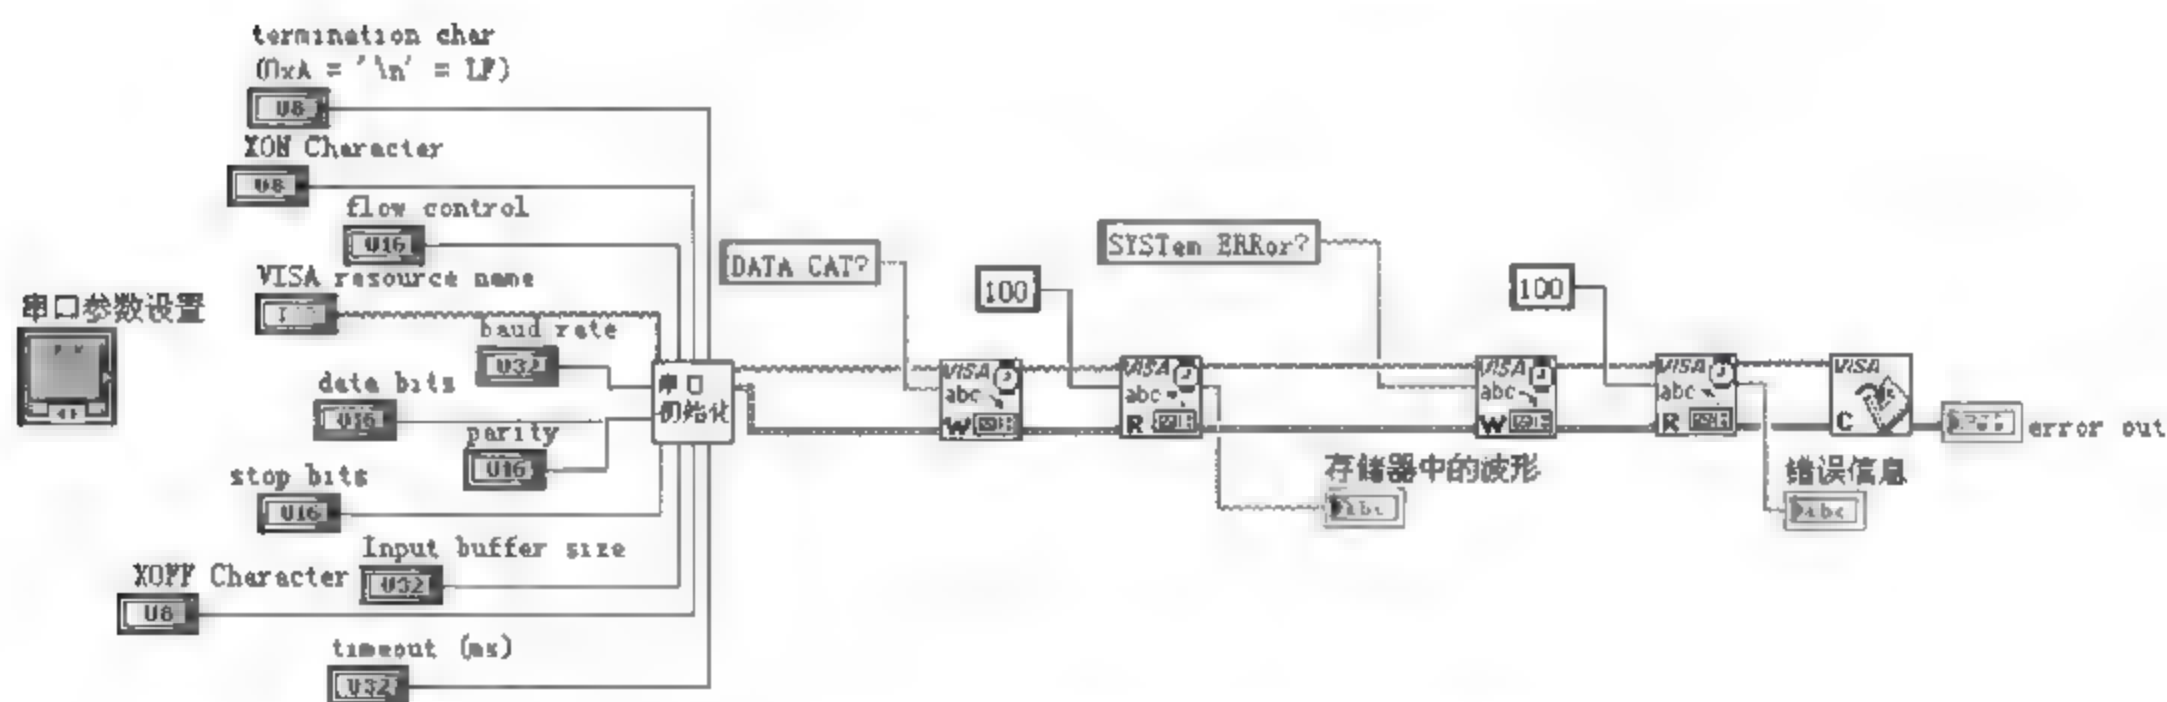 termination char
(0xA = '\n' = LF)
U8
XON Character
U8
flow control
U16
VISA resource name
串口参数设置
baud rate
U32
data bits
U16
parity
U16
stop bits
U16
Input buffer size
U32
XOFF Character
U8
timeout (ms)
U32
串口
初始化
DATA CAT?
VISA
abc
W
100
VISA
abc
R
存储器中的波形
abc
SYSTem ERRor?
VISA
abc
W
100
VISA
abc
R
错误信息
abc
VISA
C
error out